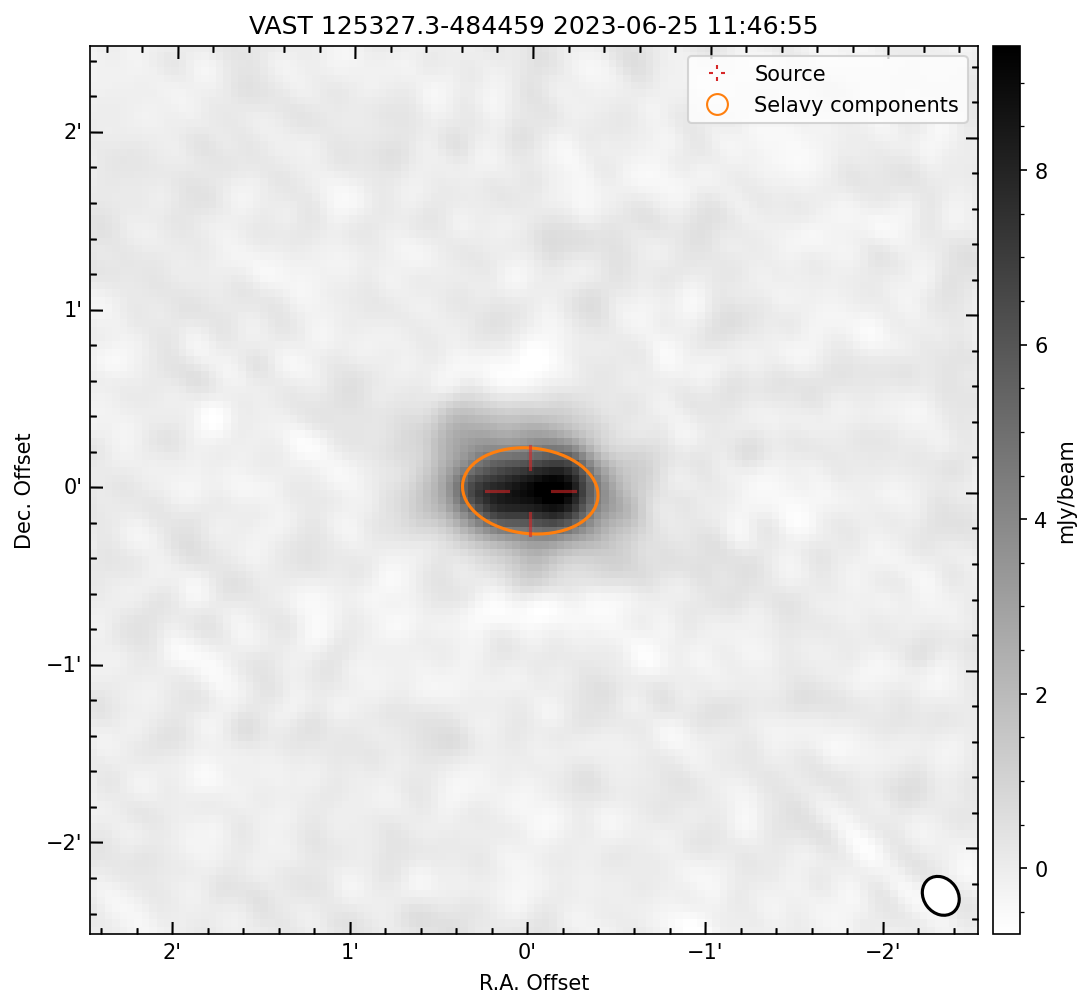 VAST 125327.3-484459 2023-06-25 11:46:55
Source
Selavy components
2'
1'
0'
−1'
−2'
Dec. Offset
2'
1'
0'
−1'
−2'
R.A. Offset
8
6
4
2
0
mJy/beam